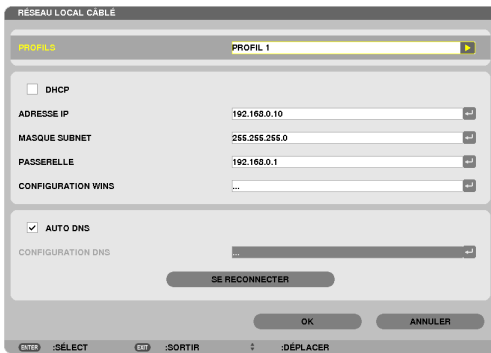 RÉSEAU LOCAL CÂBLÉ
PROFILS PROFIL 1
DHCP
ADRESSE IP 192.168.0.10
MASQUE SUBNET 255.255.255.0
PASSERELLE 192.168.0.1
CONFIGURATION WINS ...
AUTO DNS
CONFIGURATION DNS ...
SE RECONNECTER
OK ANNULER
ENTER :SÉLECT EXIT :SORTIR :DÉPLACER